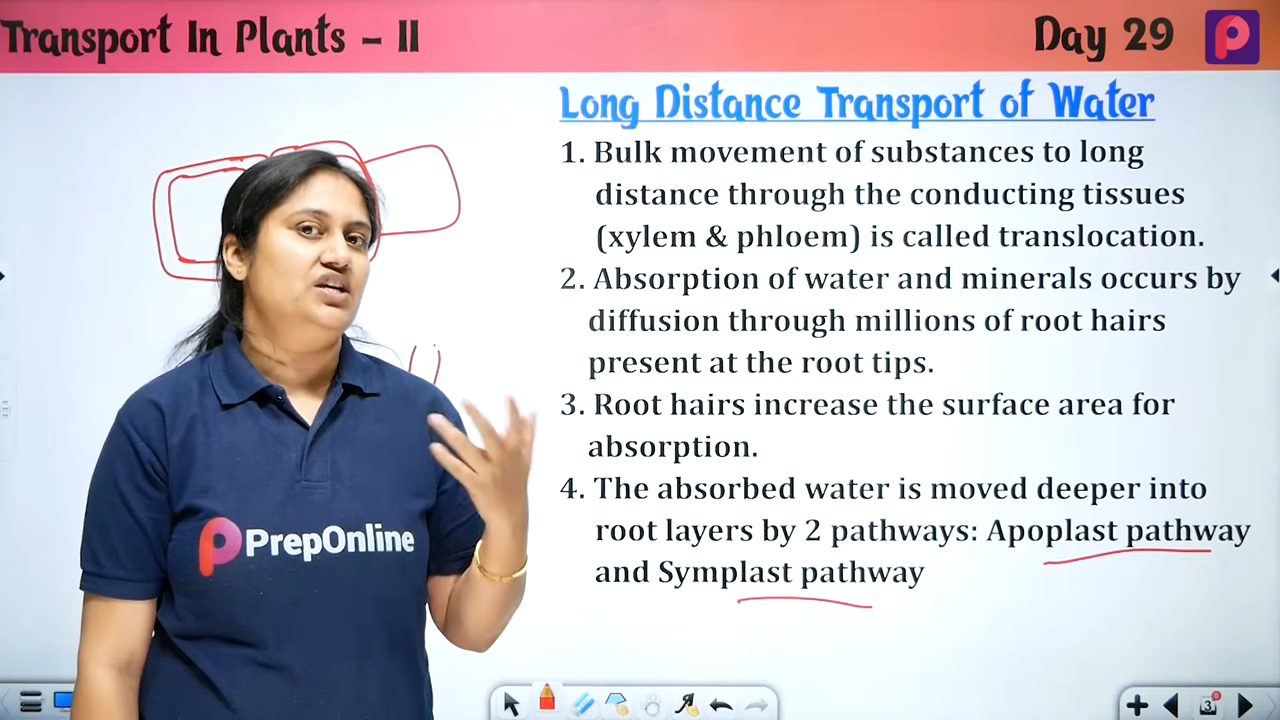 Transport In Plants - II
Day 29
Long Distance Transport of Water
1. Bulk movement of substances to long
distance through the conducting tissues
(xylem & phloem) is called translocation.
2. Absorption of water and minerals occurs by
diffusion through millions of root hairs
present at the root tips.
3. Root hairs increase the surface area for
absorption.
4. The absorbed water is moved deeper into
root layers by 2 pathways: Apoplast pathway
and Symplast pathway
PrepOnline
3